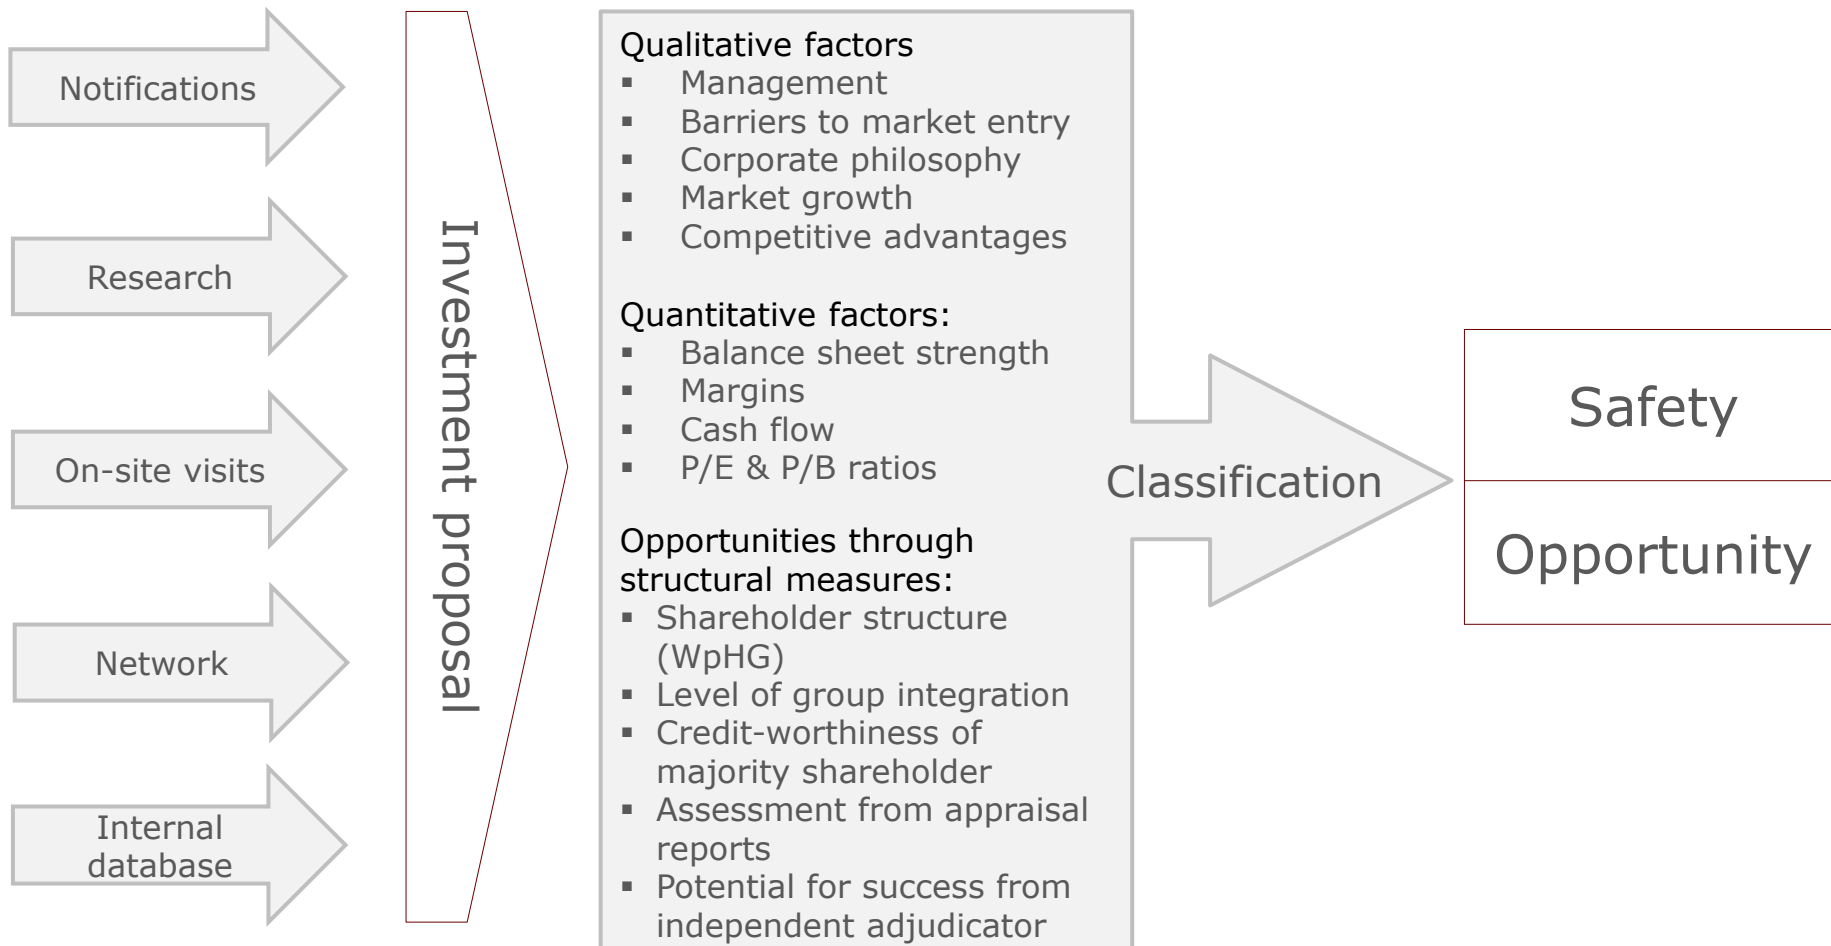 Notifications
Research
On-site visits
Network
Internal
database
Investment proposal
Qualitative factors
▪ Management
▪ Barriers to market entry
▪ Corporate philosophy
▪ Market growth
▪ Competitive advantages
Quantitative factors:
▪ Balance sheet strength
▪ Margins
▪ Cash flow
▪ P/E & P/B ratios
Opportunities through
structural measures:
▪ Shareholder structure
(WpHG)
▪ Level of group integration
▪ Credit-worthiness of
majority shareholder
▪ Assessment from appraisal
reports
▪ Potential for success from
independent adjudicator
Classification
Safety
Opportunity